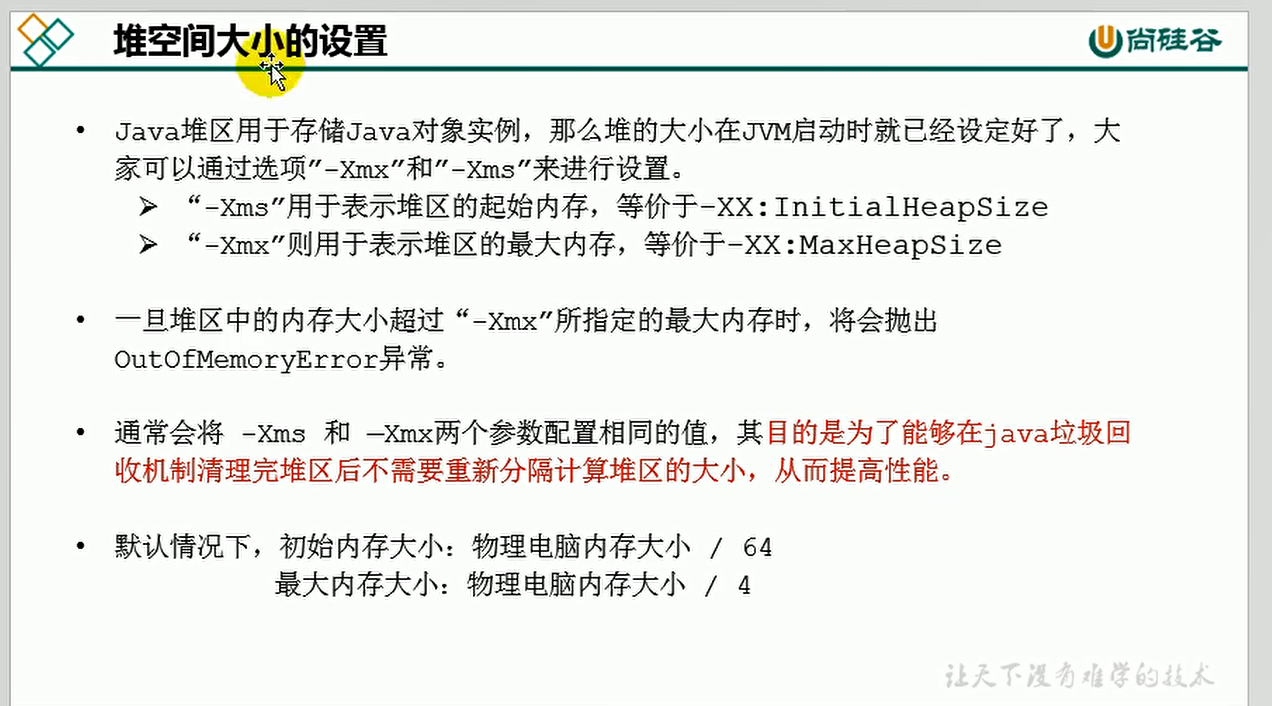 堆空间大小的设置
尚硅谷
• Java堆区用于存储Java对象实例，那么堆的大小在JVM启动时就已经设定好了，大
家可以通过选项"-Xmx"和"-Xms"来进行设置。
➢ “-Xms"用于表示堆区的起始内存，等价于-XX:InitialHeapSize
➢ “-Xmx"则用于表示堆区的最大内存，等价于-XX:MaxHeapSize
• 一旦堆区中的内存大小超过“-Xmx"所指定的最大内存时，将会抛出
OutOfMemoryError异常。
• 通常会将 -Xms 和 –Xmx两个参数配置相同的值，其目的是为了能够在java垃圾回
收机制清理完堆区后不需要重新分隔计算堆区的大小，从而提高性能。
• 默认情况下，初始内存大小：物理电脑内存大小 / 64
最大内存大小：物理电脑内存大小 / 4
让天下没有难学的技术